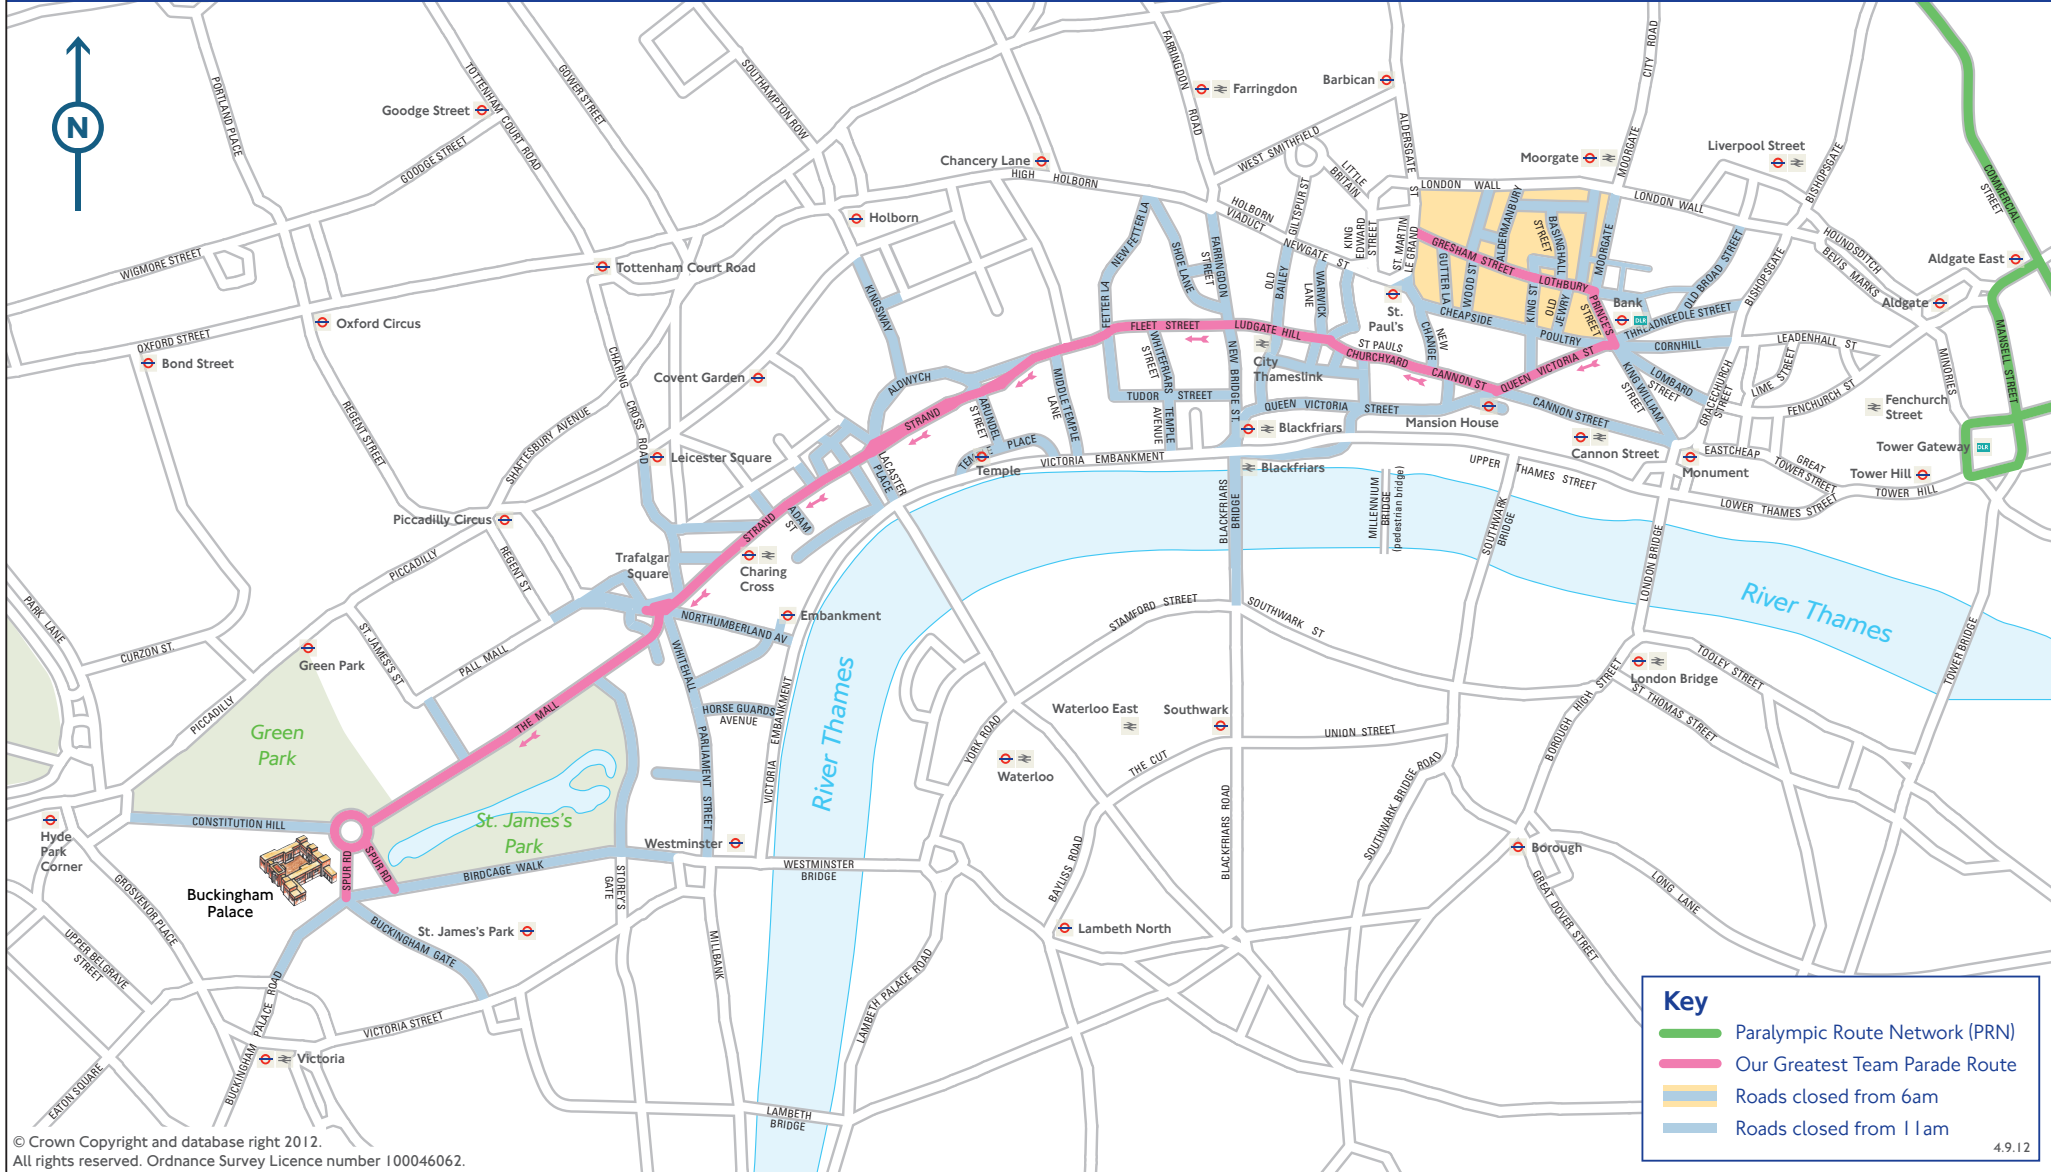 N
PORTLAND PLACE
TOTTENHAM COURT ROAD
GOWER STREET
SOUTHAMPTON ROW
FARRINGDON ROAD
CITY ROAD
Goodge Street
GOODGE STREET
Farringdon
Barbican
ALDERSGATE ST
Chancery Lane
HIGH HOLBORN
WEST SMITHFIELD
LITTLE BRITAIN
Moorgate
MOORGATE
Liverpool Street
BISHOPSGATE
COMMERCIAL STREET
LONDON WALL
LONDON WALL
Holborn
HOLBORN VIADUCT
GILTSPUR ST
KING EDWARD STREET
ST. MARTIN LE GRAND
NEWGATE ST
NEW FETTER LA
SHOE LANE
FARRINGDON STREET
OLD BAILEY
WARWICK LANE
GRESHAM STREET
GUTTER LA
WOOD ST
ALDERMANBURY
BASINGHALL STREET
MOORGATE
LOTHBURY
KING ST
OLD JEWRY
PRINCE'S STREET
OLD BROAD STREET
BISHOPSGATE
HOUNDSDITCH
BEVIS MARKS
Aldgate East
Aldgate
WIGMORE STREET
Tottenham Court Road
KINGSWAY
Oxford Circus
OXFORD STREET
Bond Street
FETTER LA
FLEET STREET
LUDGATE HILL
St. Paul's
ST PAULS CHURCHYARD
NEW CHANGE
CHEAPSIDE
POULTRY
Bank
DLR
THREADNEEDLE STREET
CORNHILL
LEADENHALL ST
City Thameslink
CANNON ST
QUEEN VICTORIA ST
KING WILLIAM STREET
LOMBARD
GRACECHURCH STREET
LIME STREET
FENCHURCH ST
MINORIES
MANSELL STREET
Fenchurch Street
CHARING CROSS ROAD
Covent Garden
ALDWYCH
REGENT STREET
SHAFTESBURY AVENUE
STRAND
ARUNDEL STREET
MIDDLE TEMPLE LANE
WHITEFRIARS STREET
TUDOR STREET
TEMPLE AVENUE
NEW BRIDGE ST.
QUEEN VICTORIA STREET
Mansion House
CANNON STREET
Blackfriars
Cannon Street
Monument
EASTCHEAP
GREAT TOWER STREET
Tower Gateway
DLR
Tower Hill
TOWER HILL
Leicester Square
LACASTER PLACE
TEM PLACE
Temple
VICTORIA EMBANKMENT
Blackfriars
UPPER THAMES STREET
LOWER THAMES STREET
Piccadilly Circus
PICCADILLY
REGENT ST
ADAM ST
STRAND
Charing Cross
Trafalgar Square
BLACKFRIARS BRIDGE
MILLENNIUM BRIDGE
(pedestrian bridge)
SOUTHWARK BRIDGE
LONDON BRIDGE
River Thames
TOWER BRIDGE
PARK LANE
CURZON ST.
Green Park
ST. JAMES'S ST
PALL MALL
NORTHUMBERLAND AV
Embankment
STAMFORD STREET
SOUTHWARK ST
London Bridge
TOOLEY STREET
ST THOMAS STREET
BOROUGH HIGH STREET
PICCADILLY
Green Park
THE MALL
WHITEHALL
HORSE GUARDS AVENUE
VICTORIA EMBANKMENT
River Thames
YORK ROAD
Waterloo East
Southwark
UNION STREET
Waterloo
THE CUT
PARLIAMENT STREET
Hyde Park Corner
CONSTITUTION HILL
St. James's Park
Westminster
WESTMINSTER BRIDGE
SPUR RD
SPUR RD
BIRDCAGE WALK
STOREY'S GATE
Buckingham Palace
BAYLISS ROAD
BLACKFRIARS ROAD
SOUTHWARK BRIDGE ROAD
Borough
GREAT DOVER STREET
LONG LANE
GROSVENOR PLACE
UPPER BELGRAVE STREET
BUCKINGHAM GATE
St. James's Park
Lambeth North
MILLBANK
LAMBETH PALACE ROAD
VICTORIA STREET
BUCKINGHAM PALACE ROAD
Victoria
EATON SQUARE
LAMBETH BRIDGE
Key
Paralympic Route Network (PRN)
Our Greatest Team Parade Route
Roads closed from 6am
Roads closed from 11am
4.9.12
© Crown Copyright and database right 2012.
All rights reserved. Ordnance Survey Licence number 100046062.